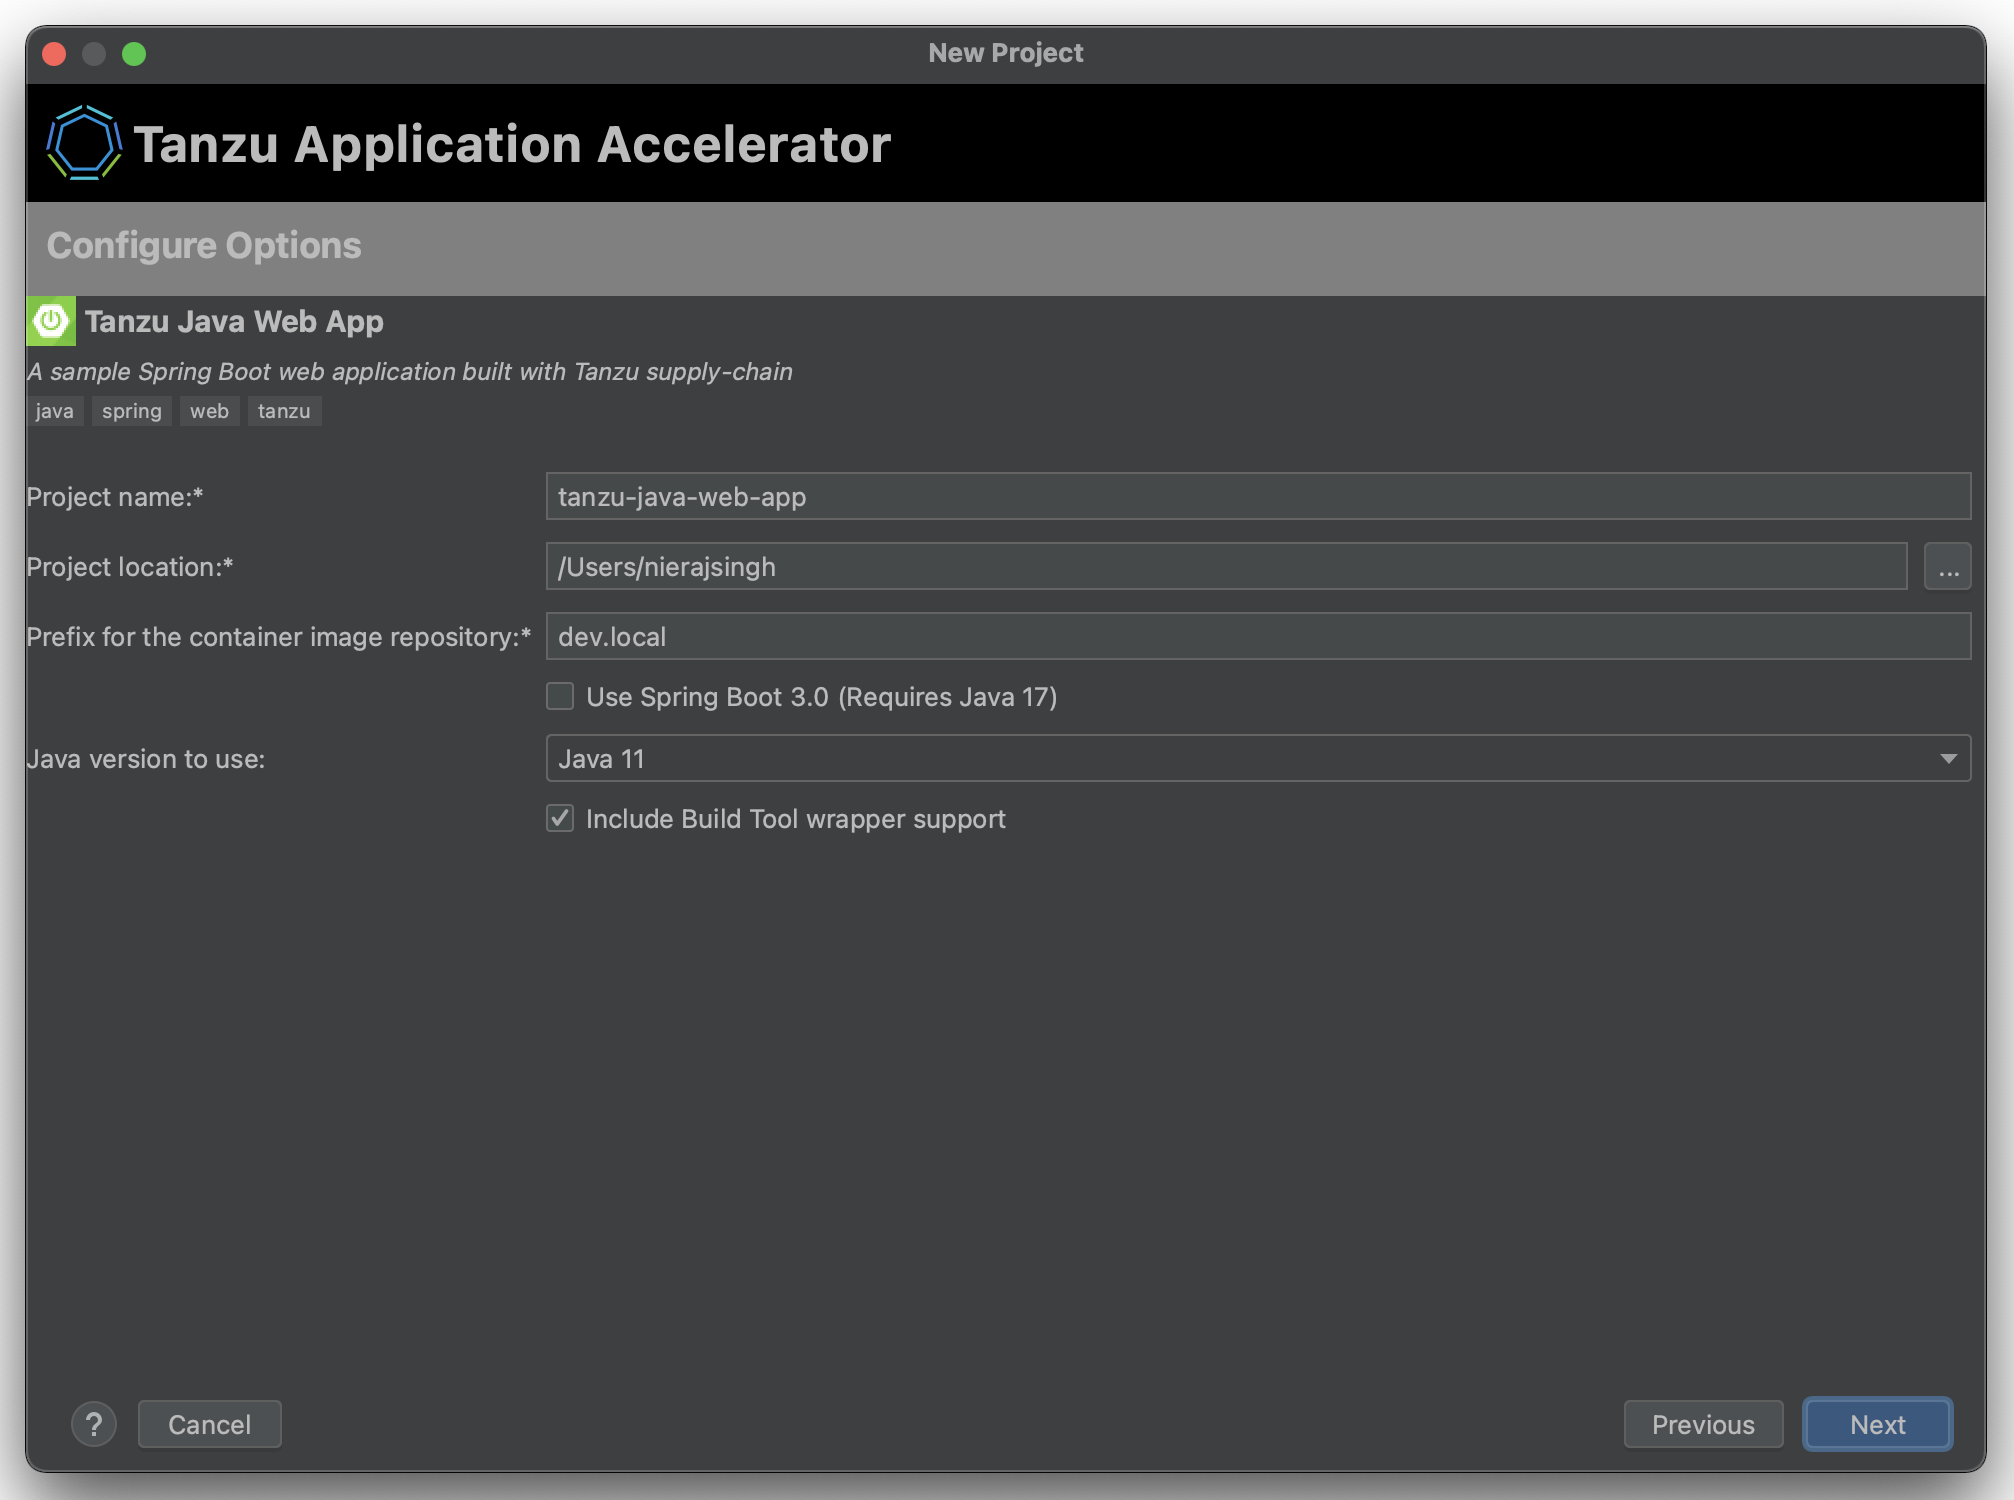 New Project
Tanzu Application Accelerator
Configure Options
Tanzu Java Web App
A sample Spring Boot web application built with Tanzu supply-chain
java spring web tanzu
Project name:* tanzu-java-web-app
Project location:* /Users/nierajsingh ...
Prefix for the container image repository:* dev.local
Use Spring Boot 3.0 (Requires Java 17)
Java version to use: Java 11
Include Build Tool wrapper support
? Cancel Previous Next